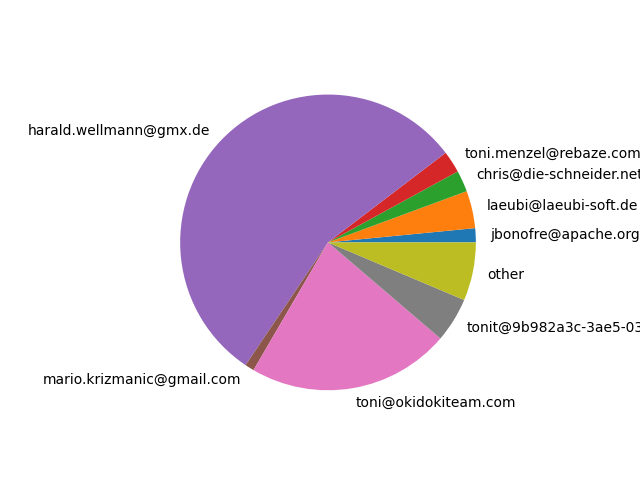 harald.wellmann@gmx.de
toni.menzel@rebaze.com
chris@die-schneider.net
laeubi@laeubi-soft.de
jbonofre@apache.org
other
tonit@9b982a3c-3ae5-03
mario.krizmanic@gmail.com
toni@okidokiteam.com